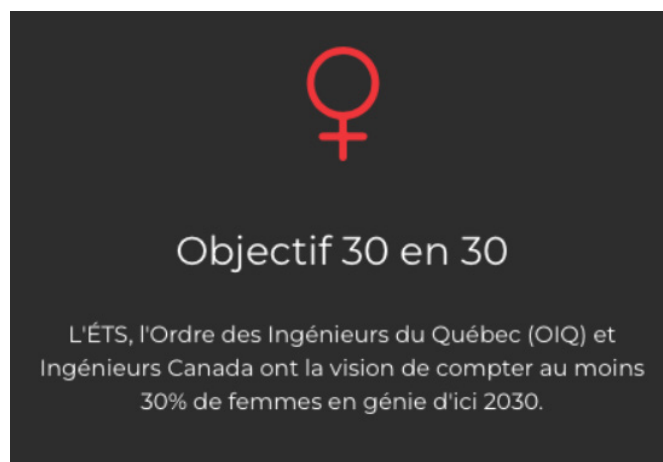 Objectif 30 en 30
L'ÉTS, l'Ordre des Ingénieurs du Québec (OIQ) et
Ingénieurs Canada ont la vision de compter au moins
30% de femmes en génie d'ici 2030.